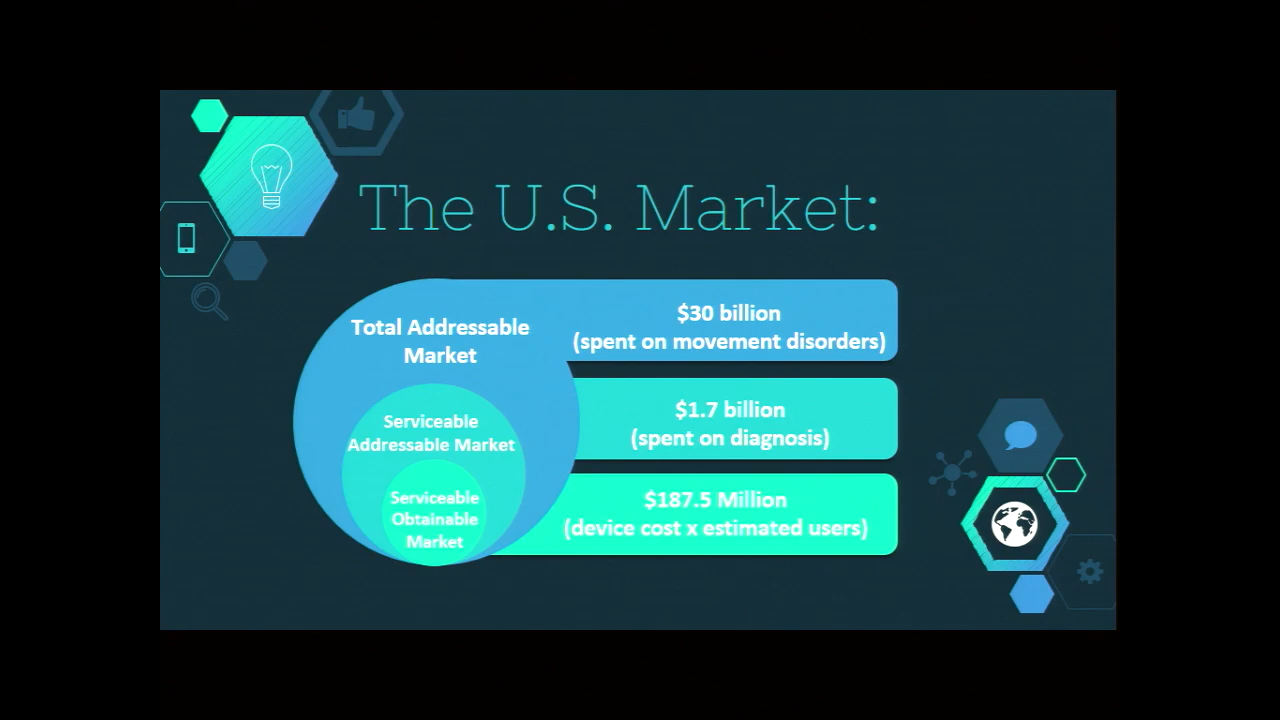 The U.S. Market:
Total Addressable
Market
$30 billion
(spent on movement disorders)
Serviceable
Addressable Market
$1.7 billion
(spent on diagnosis)
Serviceable
Obtainable
Market
$187.5 Million
(device cost x estimated users)